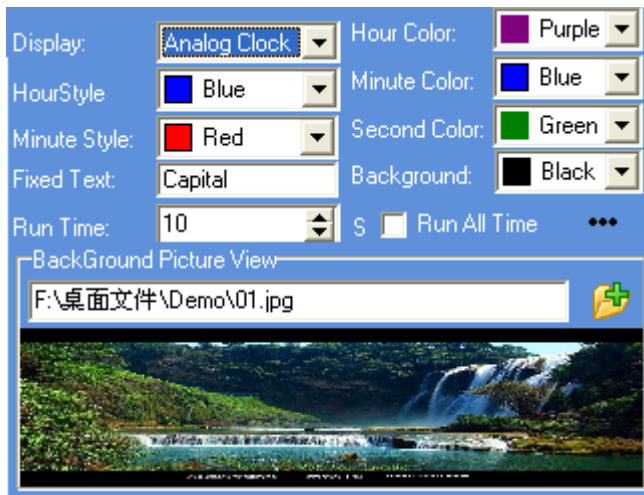 Display: Analog Clock Hour Color: Purple
HourStyle Blue Minute Color: Blue
Minute Style: Red Second Color: Green
Fixed Text: Capital Background: Black
Run Time: 10 S Run All Time •••
BackGround Picture View
F:\桌面文件\Demo\01.jpg